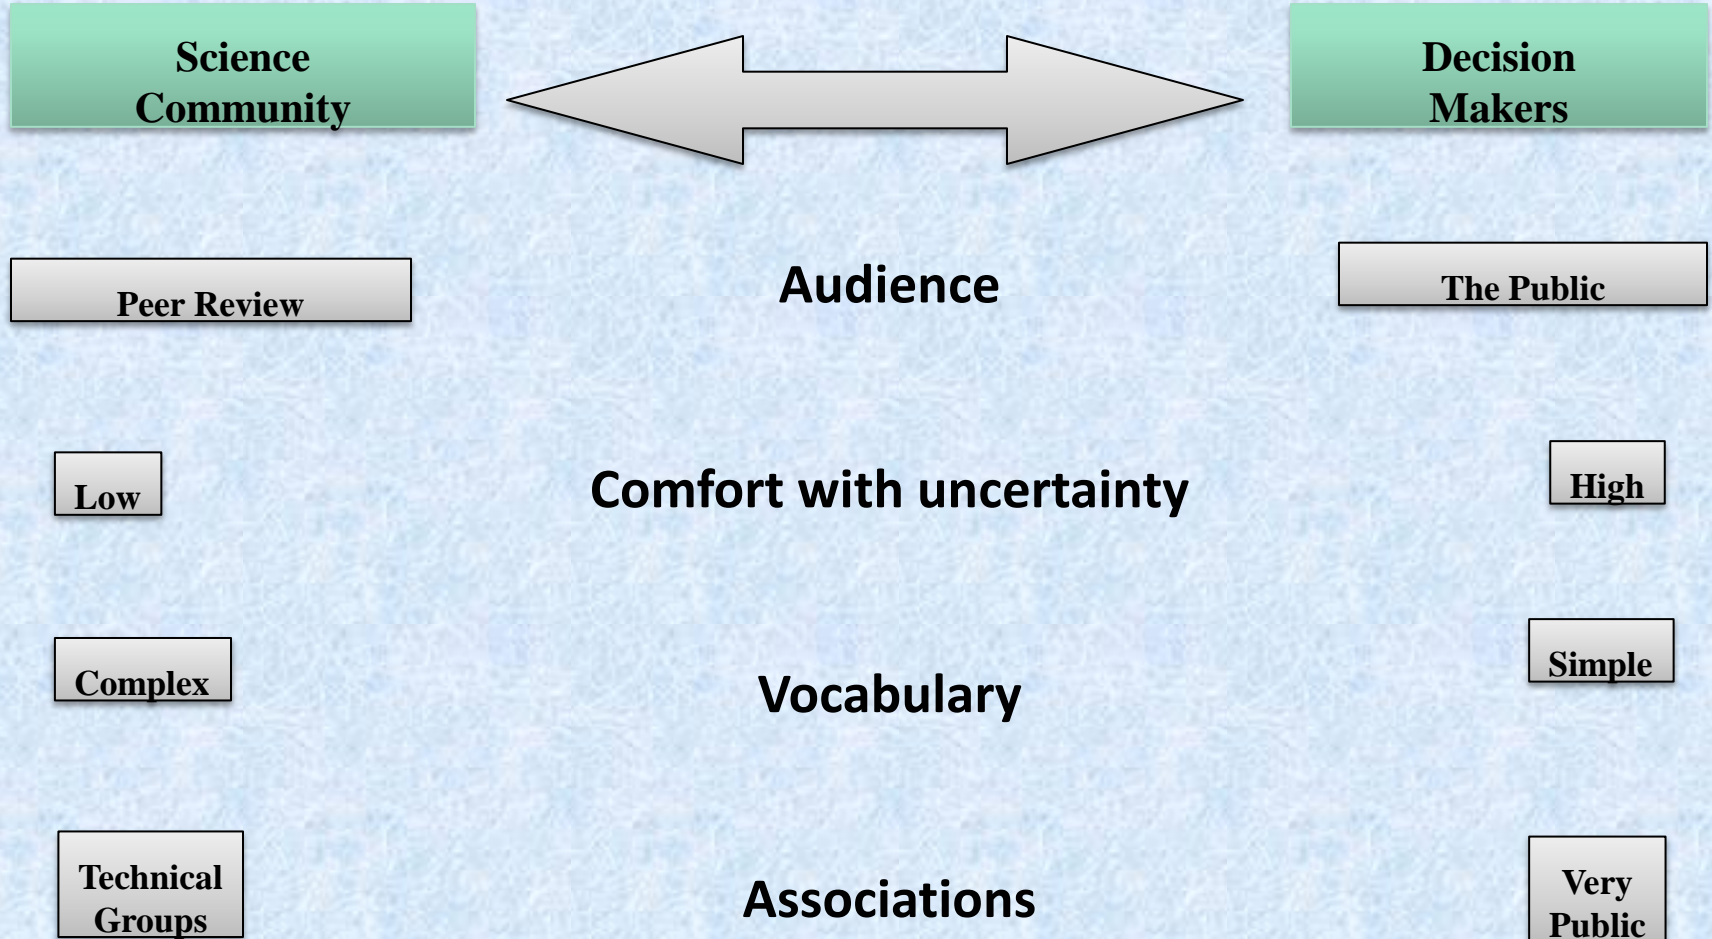 Science
Community
Decision
Makers
Peer Review
Audience
The Public
Low
Comfort with uncertainty
High
Complex
Vocabulary
Simple
Technical
Groups
Associations
Very
Public